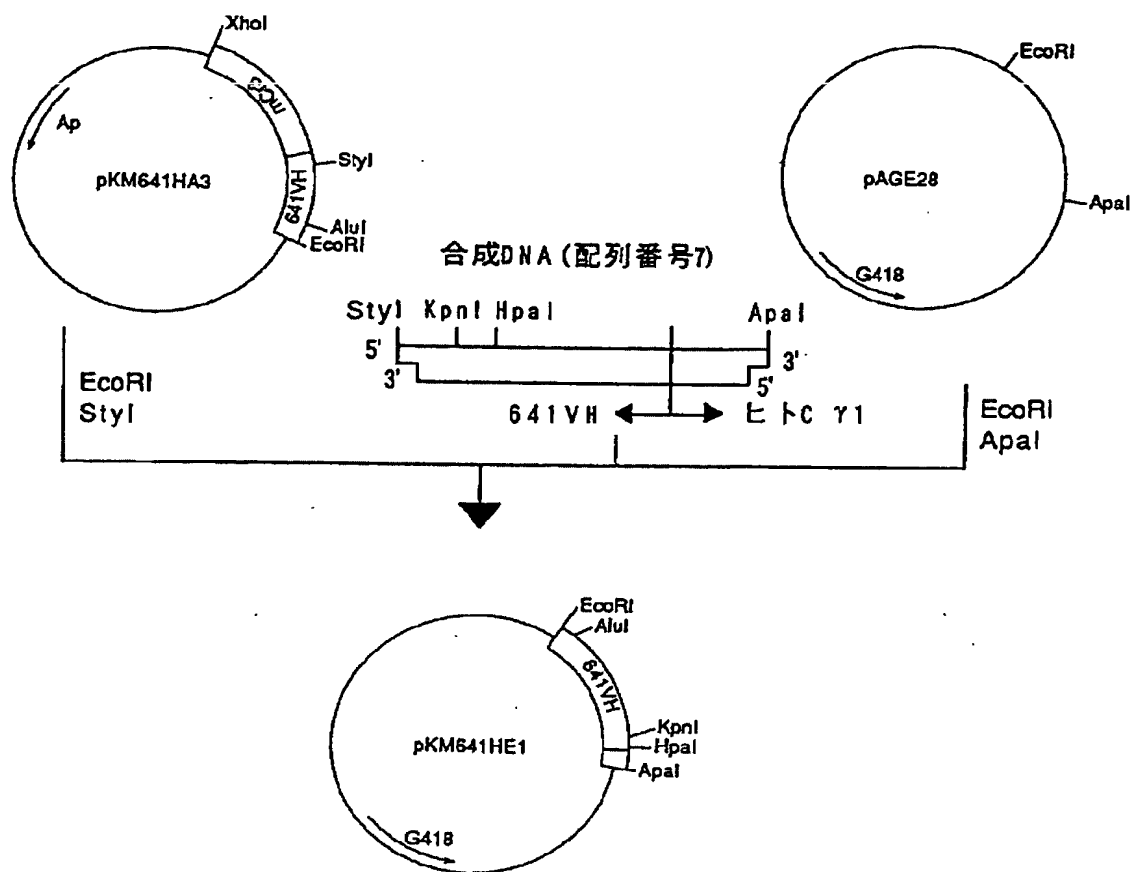 XhoI
mCγ3
Ap
StyI
pKM641HA3
641VH
AluI
EcoRI
EcoRI
pAGE28
ApaI
G418
合成DNA(配列番号7)
StyI KpnI HpaI ApaI
5' 3'
3' 5'
641VH ヒトC γ1
EcoRI
StyI
EcoRI
ApaI
EcoRI
AluI
641VH
KpnI
pKM641HE1
HpaI
ApaI
G418